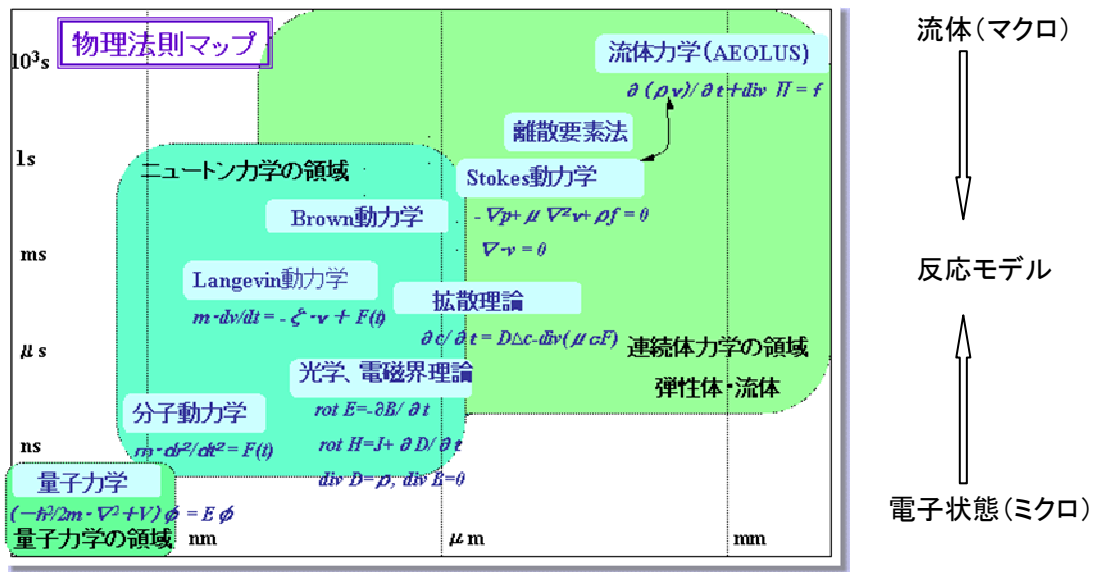 物理法則マップ
10³s
流体力学(AEOLUS)
∂(ρv)/∂t+div Π = f
離散要素法
1s
ニュートン力学の領域
Stokes動力学
-∇p+μ∇²v+ρf = 0
∇·v = 0
Brown動力学
ms
Langevin動力学
m·dv/dt = -ζ·v + F(t)
拡散理論
∂c/∂t = D△c-div(μcF)
μs
連続体力学の領域
弾性体・流体
光学、電磁界理論
rot E=-∂B/∂t
rot H=J+∂D/∂t
div D=ρ, div E=0
分子動力学
m·dr²/dt² = F(t)
ns
量子力学
(-ħ²/2m·∇²+V)φ = Eφ
量子力学の領域
nm
μm
mm
流体(マクロ)
反応モデル
電子状態(ミクロ)